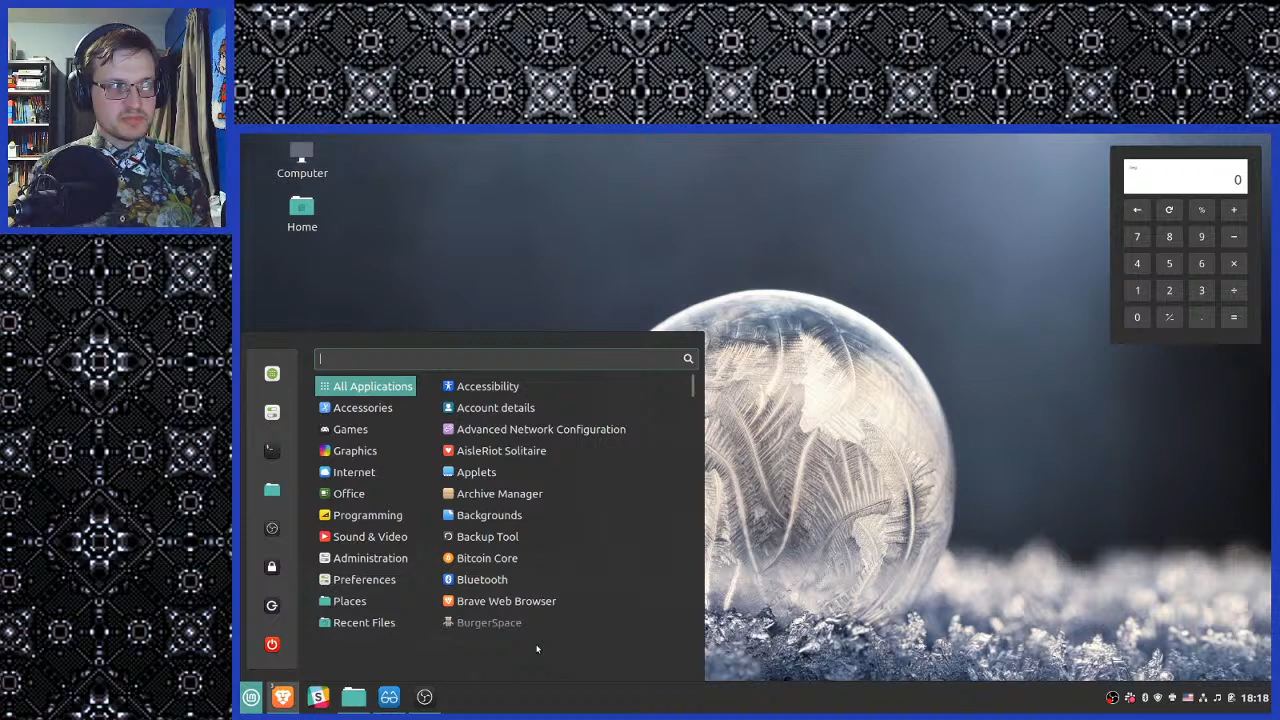 Computer
Home
0
← %  +
7 8 9 −
4 5 6 ×
1 2 3 ÷
0 . =
All Applications
Accessories
Games
Graphics
Internet
Office
Programming
Sound & Video
Administration
Preferences
Places
Recent Files
Accessibility
Account details
Advanced Network Configuration
AisleRiot Solitaire
Applets
Archive Manager
Backgrounds
Backup Tool
Bitcoin Core
Bluetooth
Brave Web Browser
BurgerSpace
18:18